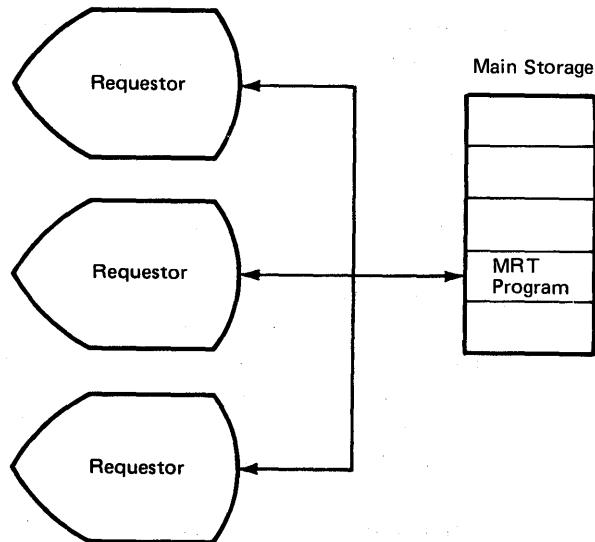 Requestor
Main Storage
Requestor
MRT
Program
Requestor